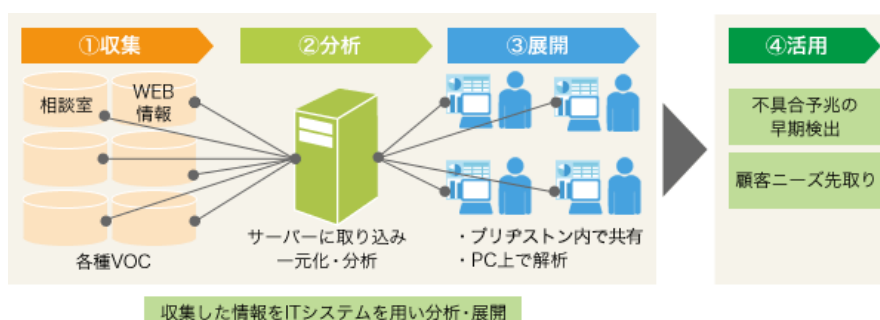 ①収集
②分析
③展開
④活用
相談室
WEB
情報
不具合予兆の
早期検出
顧客ニーズ先取り
各種VOC
サーバーに取り込み
一元化・分析
・ブリヂストン内で共有
・PC上で解析
収集した情報をITシステムを用い分析・展開